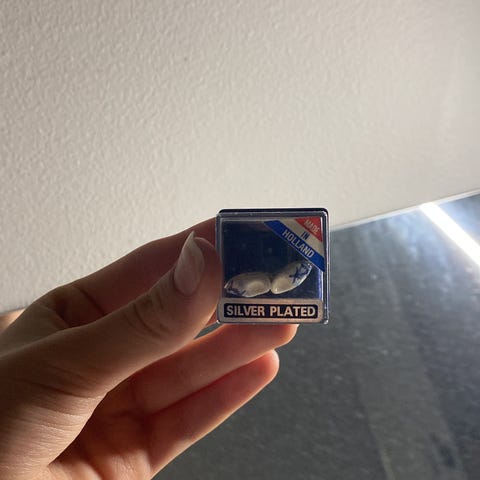 MADE
IN
HOLLAND
SILVER PLATED